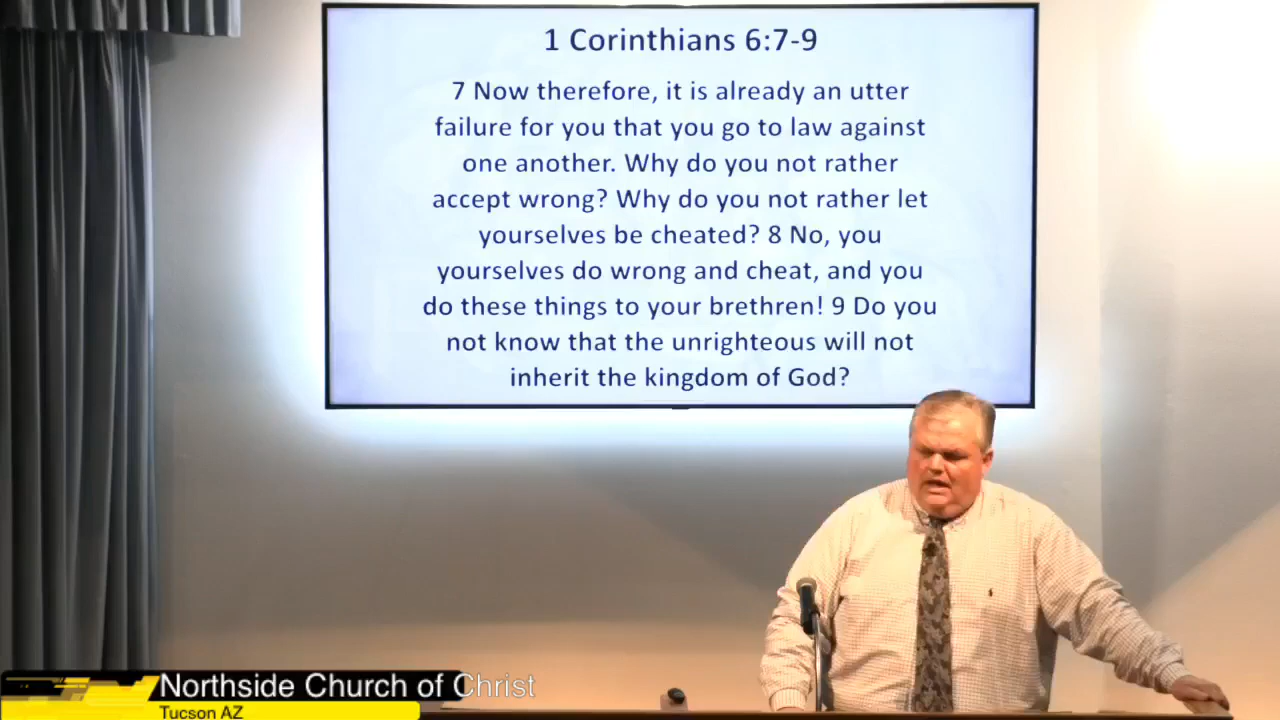 1 Corinthians 6:7-9
7 Now therefore, it is already an utter
failure for you that you go to law against
one another. Why do you not rather
accept wrong? Why do you not rather let
yourselves be cheated? 8 No, you
yourselves do wrong and cheat, and you
do these things to your brethren! 9 Do you
not know that the unrighteous will not
inherit the kingdom of God?
Northside Church of Christ
Tucson AZ